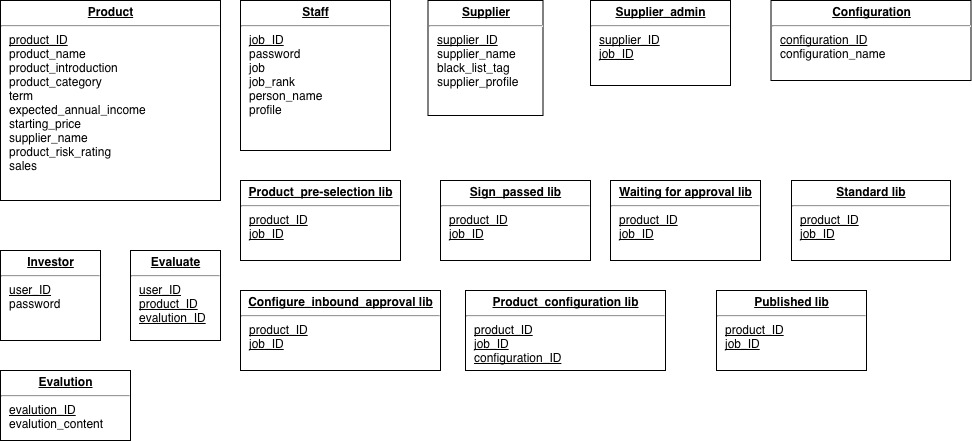 Product
product_ID
product_name
product_introduction
product_category
term
expected_annual_income
starting_price
supplier_name
product_risk_rating
sales
Staff
job_ID
password
job
job_rank
person_name
profile
Supplier
supplier_ID
supplier_name
black_list_tag
supplier_profile
Supplier_admin
supplier_ID
job_ID
Configuration
configuration_ID
configuration_name
Product_pre-selection lib
product_ID
job_ID
Sign_passed lib
product_ID
job_ID
Waiting for approval lib
product_ID
job_ID
Standard lib
product_ID
job_ID
Investor
user_ID
password
Evaluate
user_ID
product_ID
evalution_ID
Configure_inbound_approval lib
product_ID
job_ID
Product_configuration lib
product_ID
job_ID
configuration_ID
Published lib
product_ID
job_ID
Evalution
evalution_ID
evalution_content